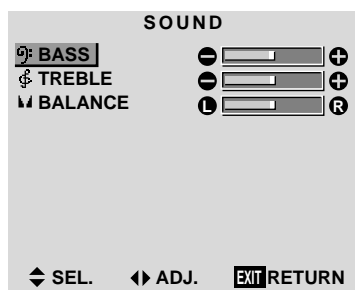 SOUND
BASS
TREBLE
BALANCE L R
SEL. ADJ. EXIT RETURN